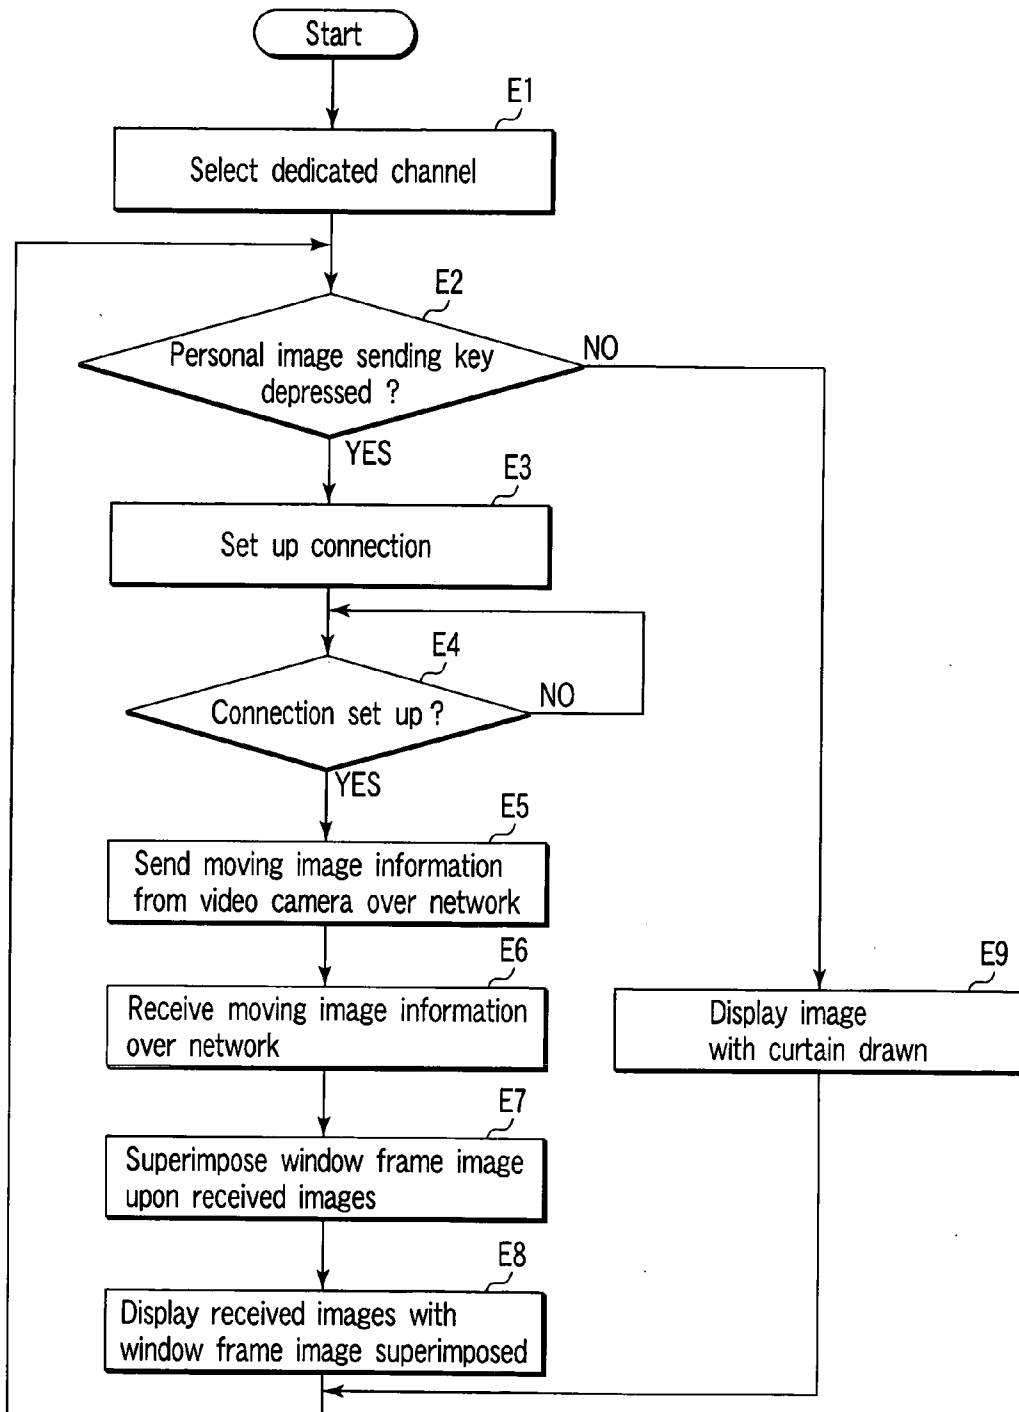 Start
E1
Select dedicated channel
E2
Personal image sending key
depressed ?
NO
YES
E3
Set up connection
E4
Connection set up ?
NO
YES
E5
Send moving image information
from video camera over network
E6
Receive moving image information
over network
E9
Display image
with curtain drawn
E7
Superimpose window frame image
upon received images
E8
Display received images with
window frame image superimposed